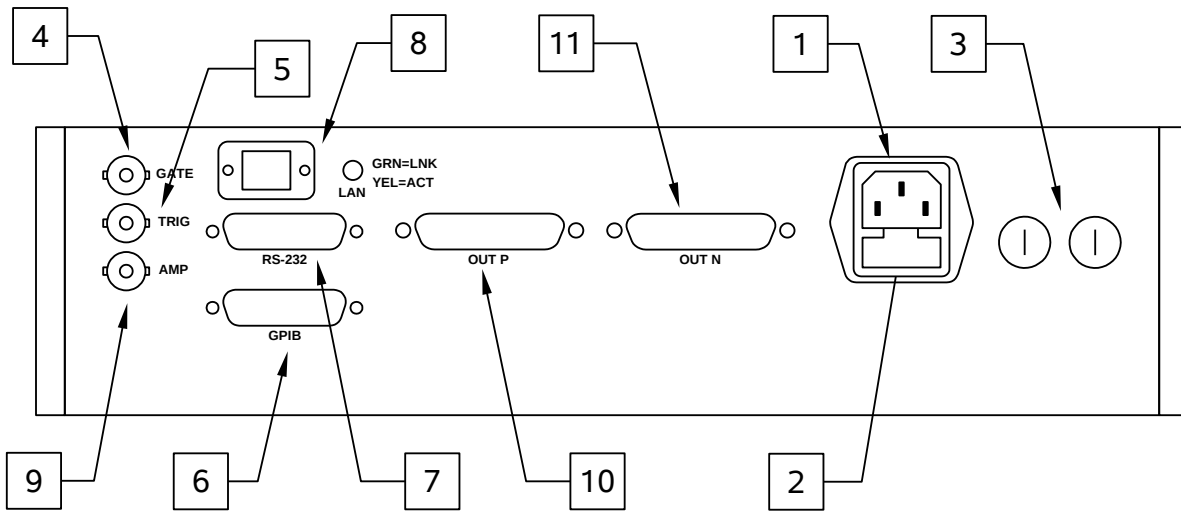 4
5
8
11
1
3
GATE
GRN=LNK
YEL=ACT
LAN
TRIG
RS-232
OUT P
OUT N
AMP
GPIB
9
6
7
10
2